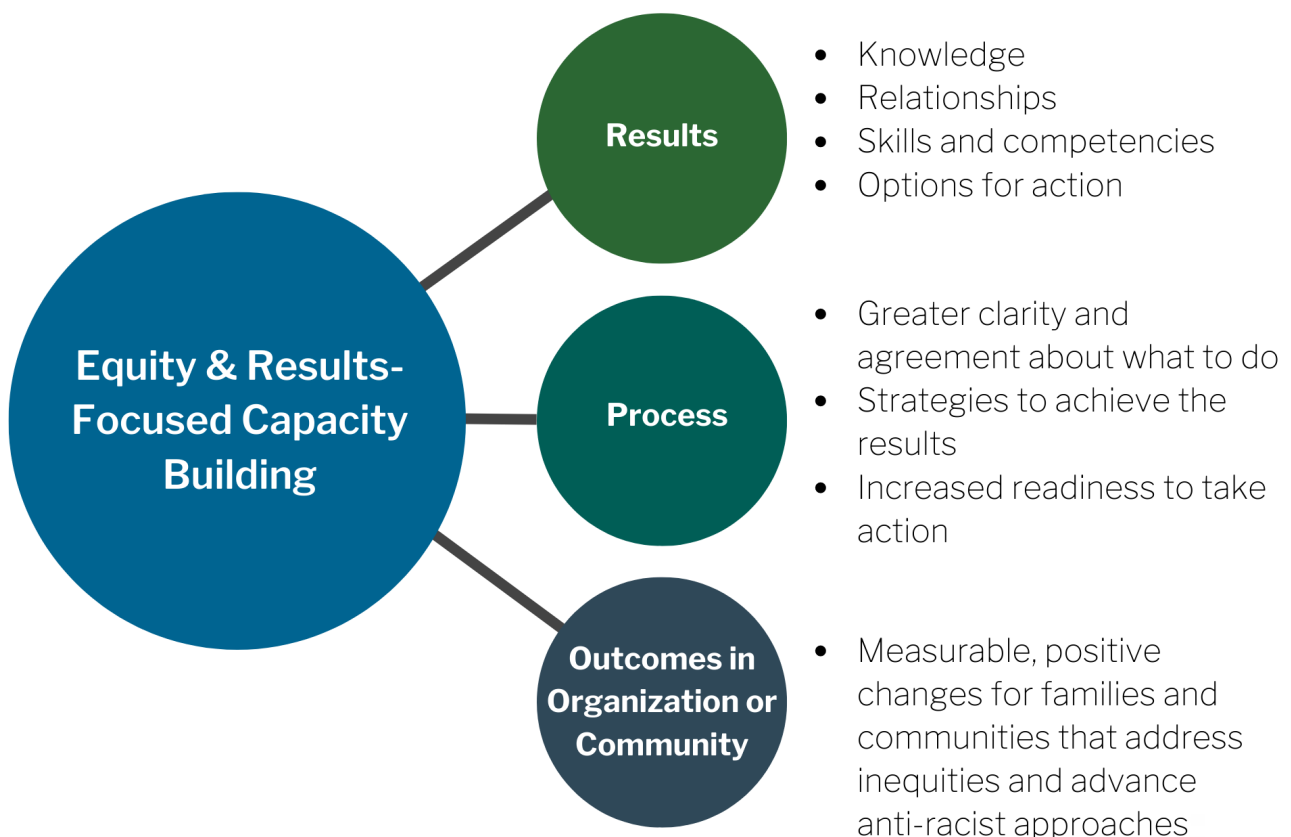 Equity & Results-
Focused Capacity
Building
Results
• Knowledge
• Relationships
• Skills and competencies
• Options for action
Process
• Greater clarity and
agreement about what to do
• Strategies to achieve the
results
• Increased readiness to take
action
Outcomes in
Organization or
Community
• Measurable, positive
changes for families and
communities that address
inequities and advance
anti-racist approaches